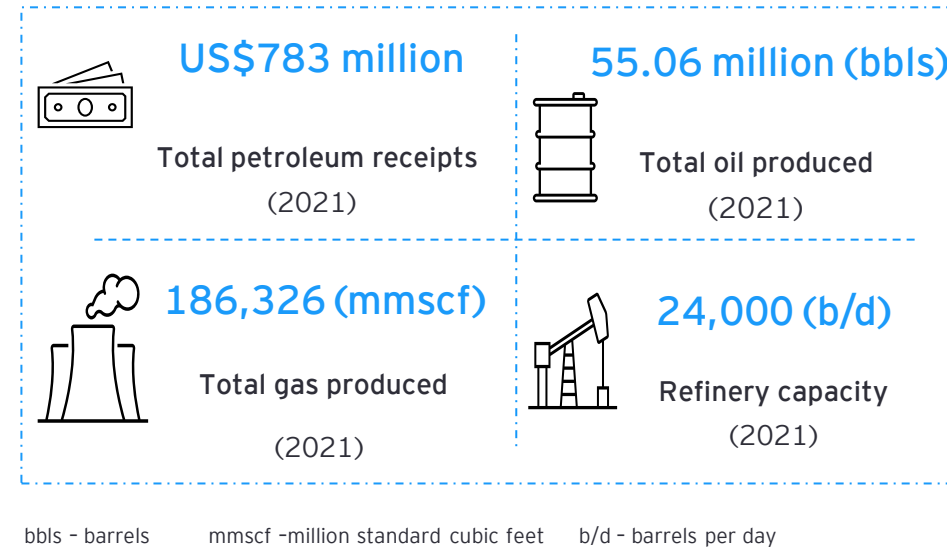 US$783 million
Total petroleum receipts
(2021)
55.06 million (bbls)
Total oil produced
(2021)
186,326 (mmscf)
Total gas produced
(2021)
24,000 (b/d)
Refinery capacity
(2021)
bbls – barrels mmscf –million standard cubic feet b/d – barrels per day